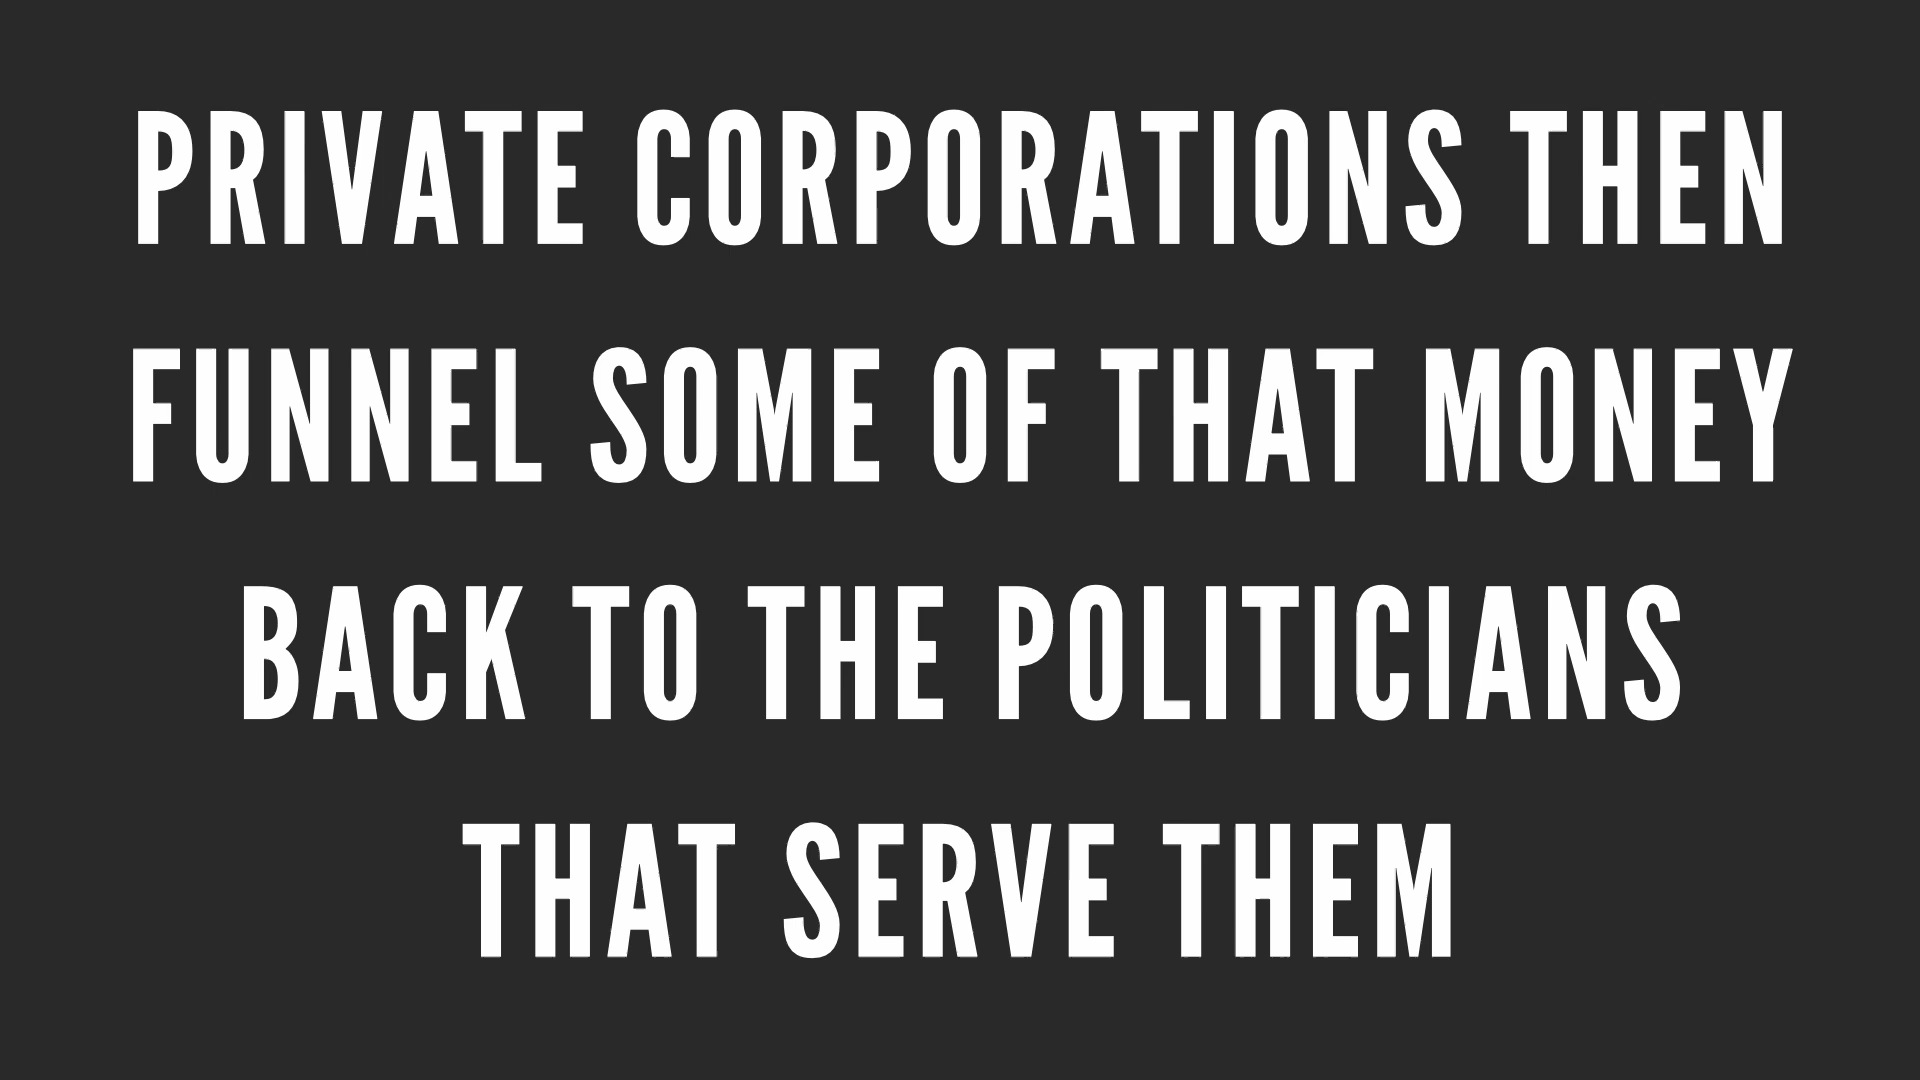 PRIVATE CORPORATIONS THEN
FUNNEL SOME OF THAT MONEY
BACK TO THE POLITICIANS
THAT SERVE THEM